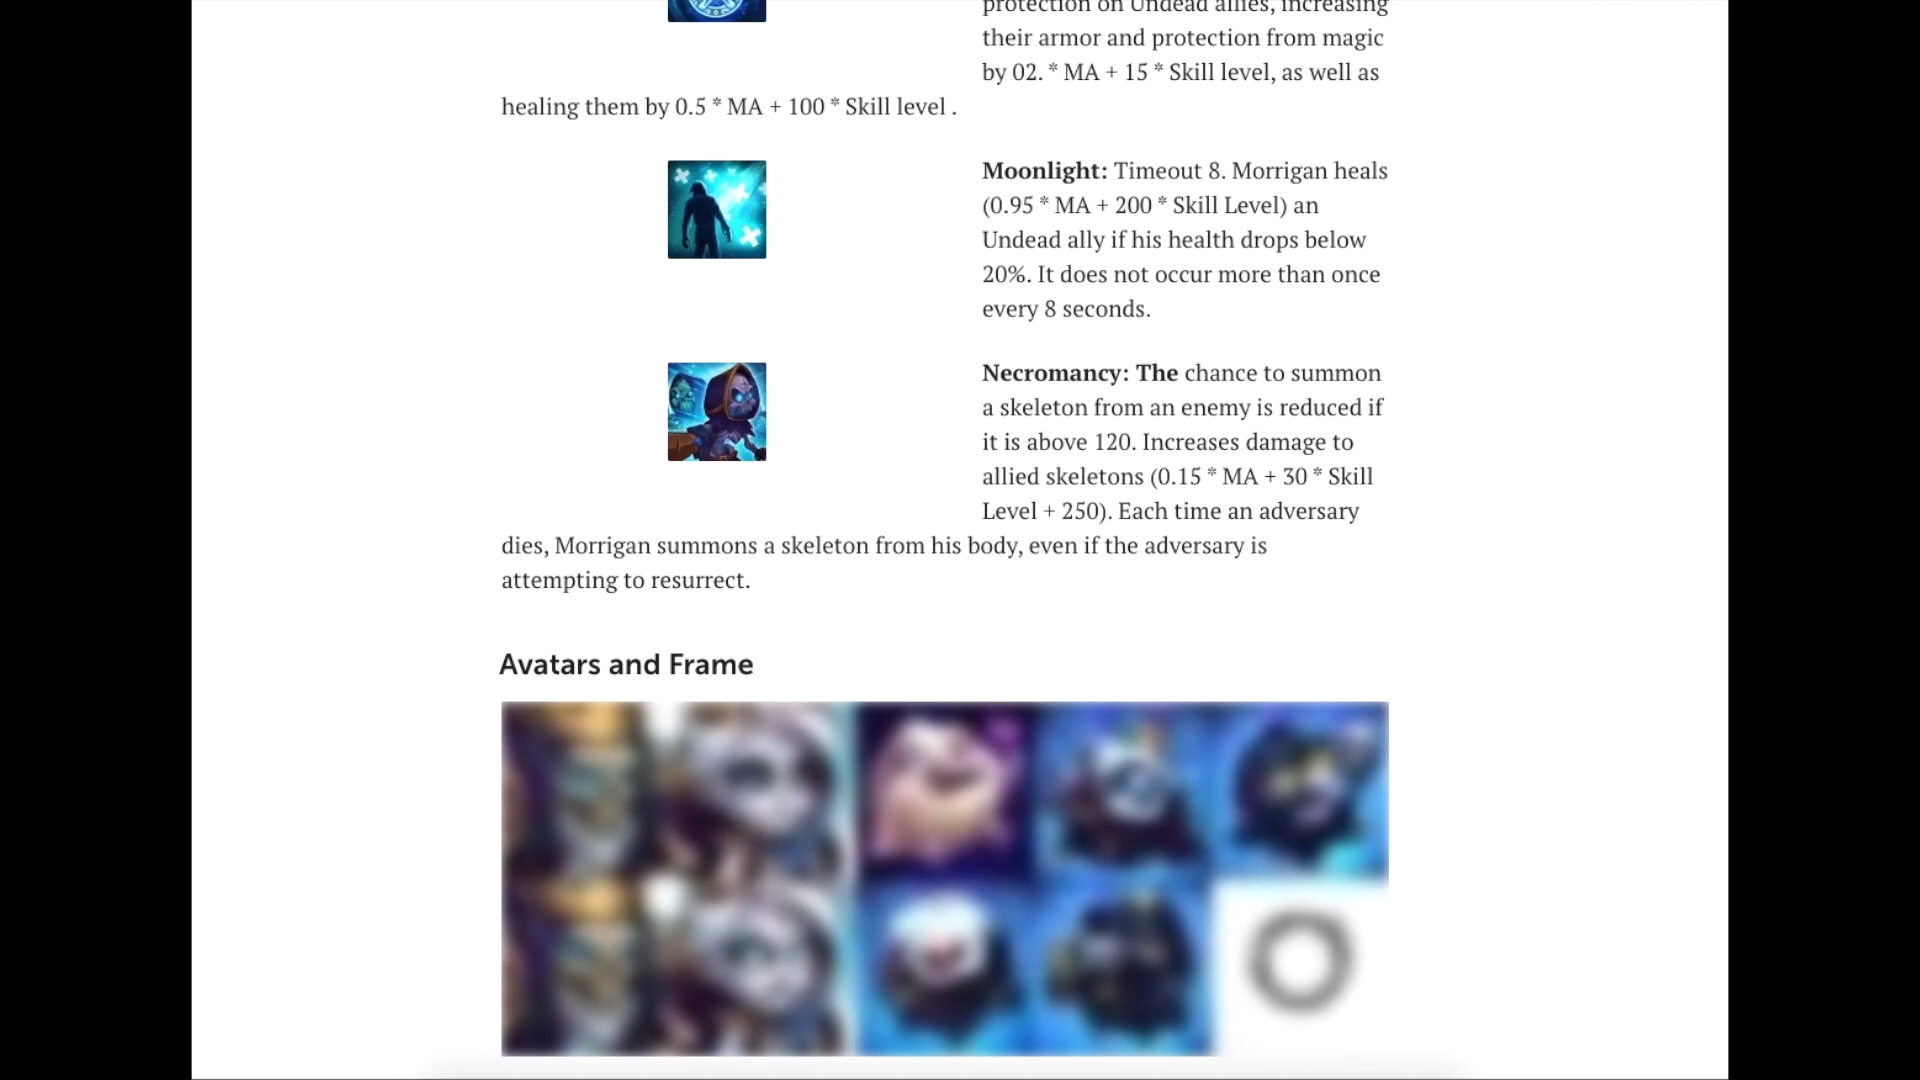 protection on Undead allies, increasing
their armor and protection from magic
by 02. * MA + 15 * Skill level, as well as
healing them by 0.5 * MA + 100 * Skill level .
Moonlight: Timeout 8. Morrigan heals
(0.95 * MA + 200 * Skill Level) an
Undead ally if his health drops below
20%. It does not occur more than once
every 8 seconds.
Necromancy: The chance to summon
a skeleton from an enemy is reduced if
it is above 120. Increases damage to
allied skeletons (0.15 * MA + 30 * Skill
Level + 250). Each time an adversary
dies, Morrigan summons a skeleton from his body, even if the adversary is
attempting to resurrect.
Avatars and Frame